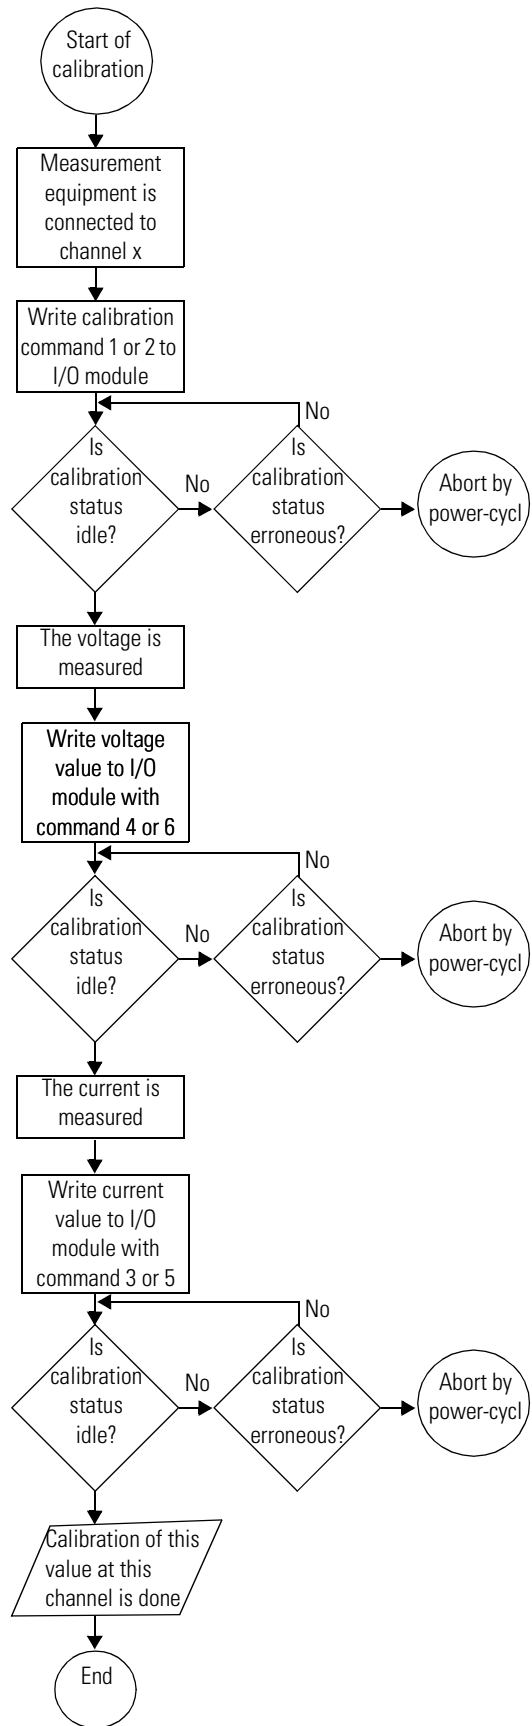 Start of
calibration
Measurement
equipment is
connected to
channel x
Write calibration
command 1 or 2 to
I/O module
No
Is
calibration
status
idle?
No
Is
calibration
status
erroneous?
Abort by
power-cycl
The voltage is
measured
Write voltage
value to I/O
module with
command 4 or 6
No
Is
calibration
status
idle?
No
Is
calibration
status
erroneous?
Abort by
power-cycl
The current is
measured
Write current
value to I/O
module with
command 3 or 5
No
Is
calibration
status
idle?
No
Is
calibration
status
erroneous?
Abort by
power-cycl
Calibration of this
value at this
channel is done
End